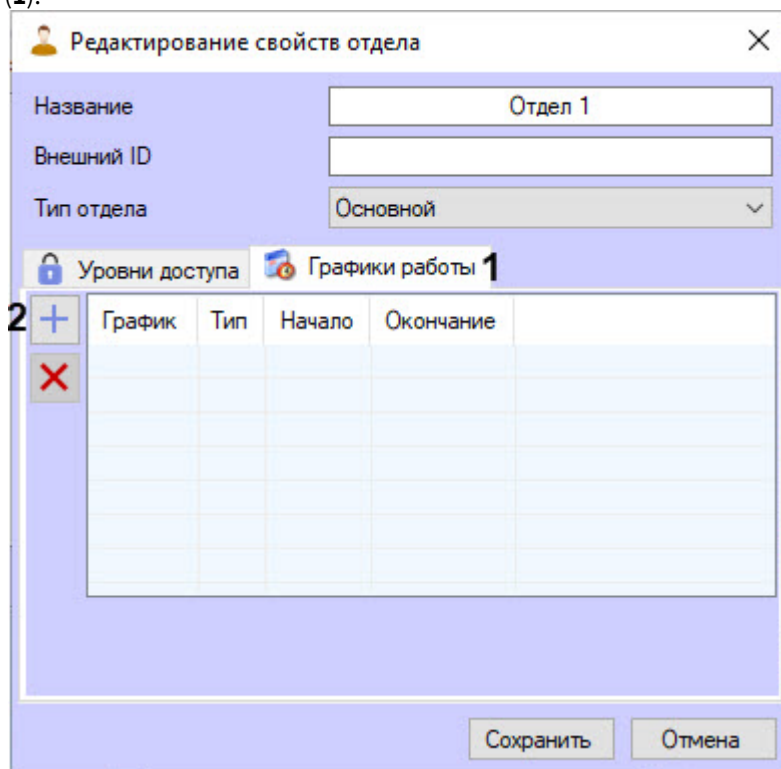 (1).
Редактирование свойств отдела
Название
Отдел 1
Внешний ID
Тип отдела
Основной
Уровни доступа
Графики работы 1
2
График Тип Начало Окончание
Сохранить
Отмена